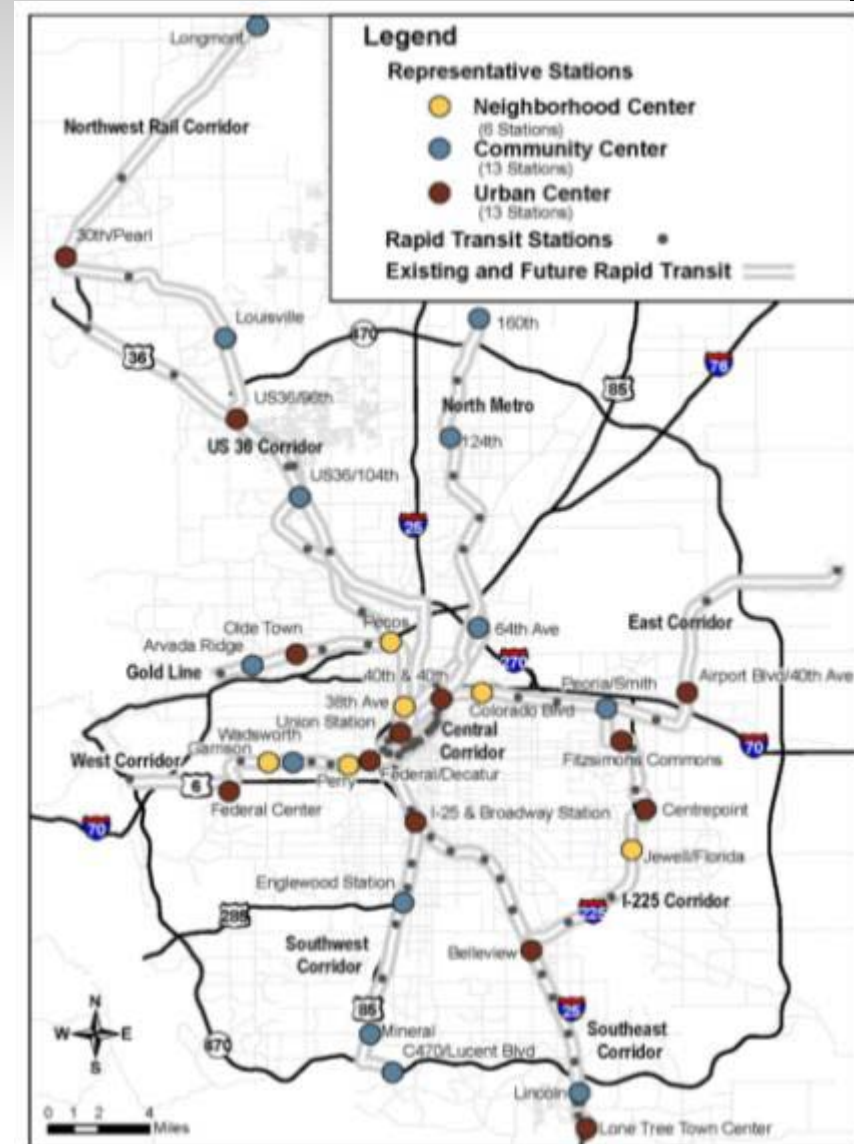 Legend
Representative Stations
Neighborhood Center
(6 Stations)
Community Center
(13 Stations)
Urban Center
(13 Stations)
Rapid Transit Stations
Existing and Future Rapid Transit
Longmont
Northwest Rail Corridor
30th/Pearl
Louisville
36
470
160th
76
85
US36/96th
North Metro
US 36 Corridor
124th
US36/104th
25
Olde Town
Pecos
64th Ave
East Corridor
Arvada Ridge
Gold Line
270
40th & 40th
Peoria/Smith
Airport Blvd/40th Ave
38th Ave
Colorado Blvd
Union Station
Central
Corridor
Wadsworth
Garrison
West Corridor
70
Fitzsimons Commons
Perry
Federal/Decatur
6
Federal Center
I-25 & Broadway Station
Centrepoint
70
Jewell/Florida
Englewood Station
I-225 Corridor
285
225
Southwest
Corridor
Belleview
85
25
N
W E
S
Mineral
Southeast
Corridor
470
C470/Lucent Blvd
Lincoln
0 1 2 4
Miles
Lone Tree Town Center